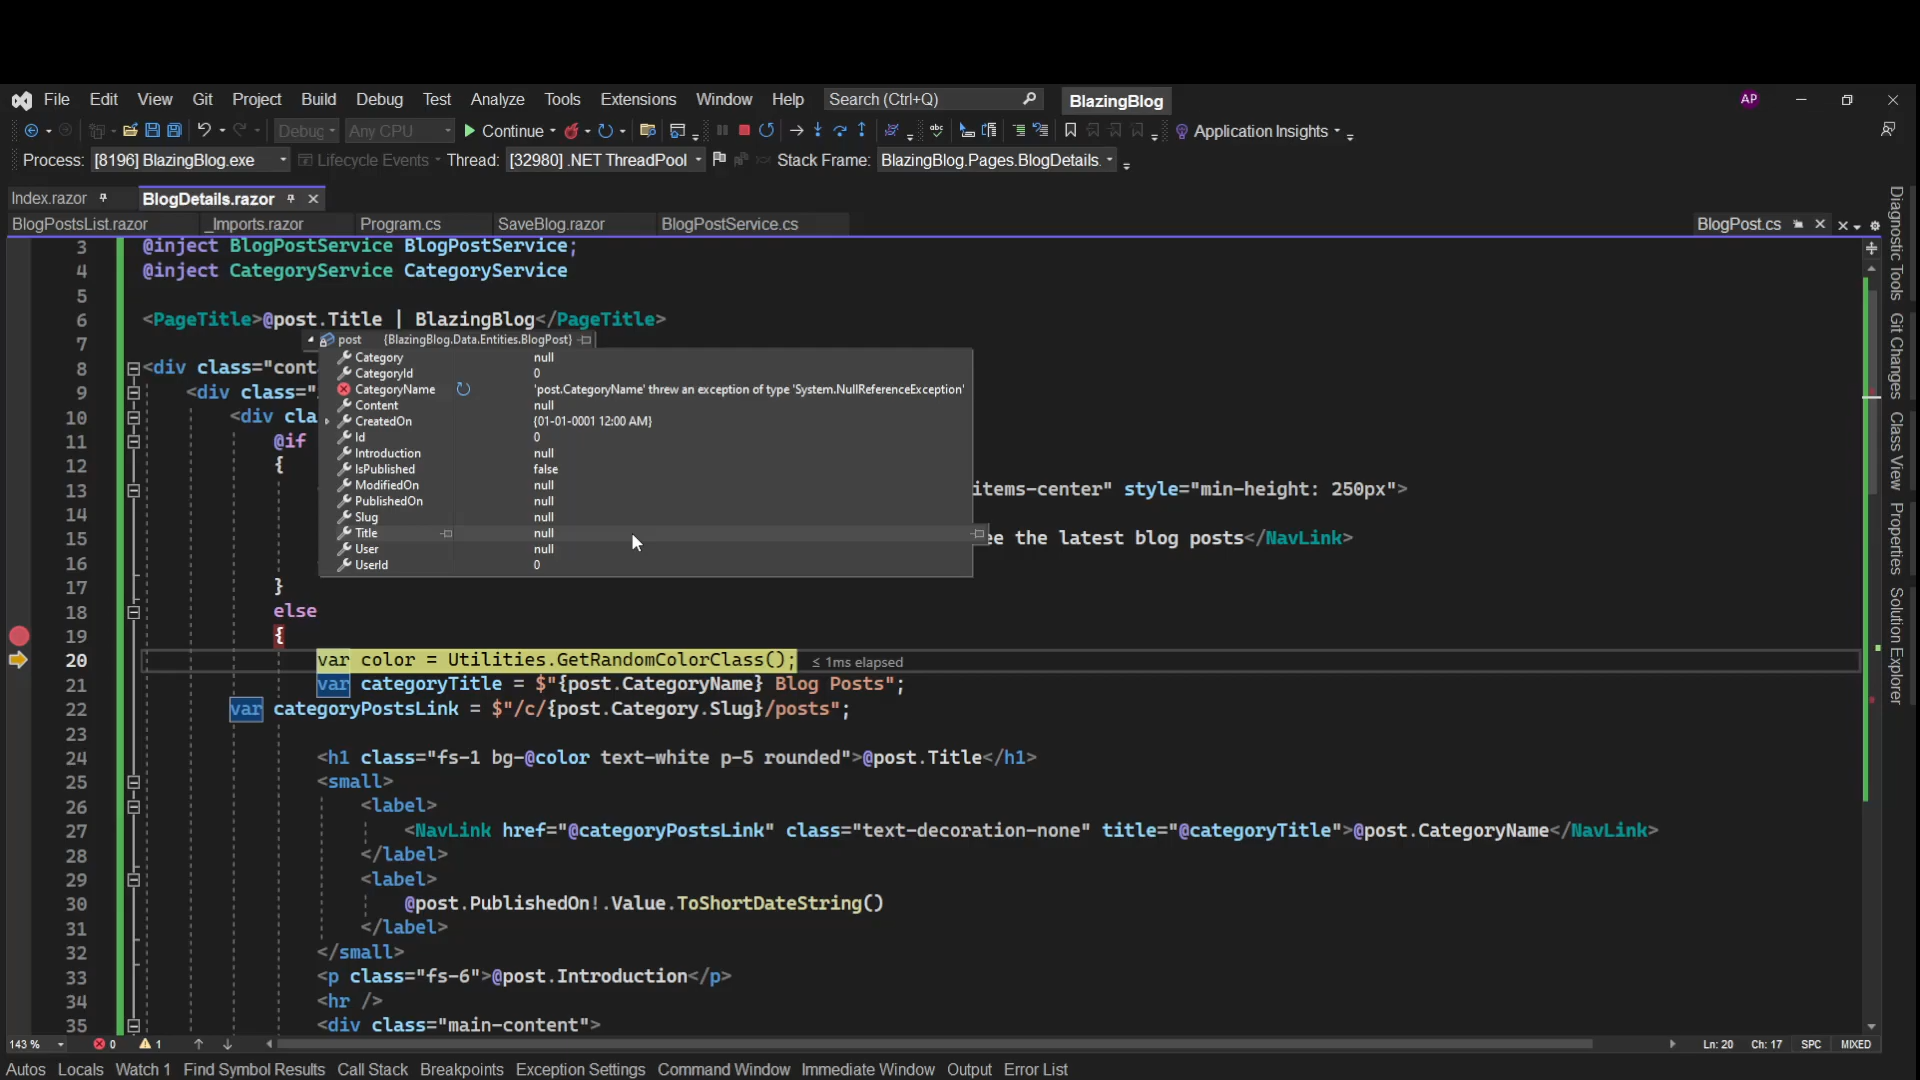 File Edit View Git Project Build Debug Test Analyze Tools Extensions Window Help Search (Ctrl+Q) BlazingBlog AP
Debug Any CPU Continue Application Insights
Process: [8196] BlazingBlog.exe Lifecycle Events Thread: [32980] .NET ThreadPool Stack Frame: BlazingBlog.Pages.BlogDetails.
Index.razor BlogDetails.razor
BlogPostsList.razor _Imports.razor Program.cs SaveBlog.razor BlogPostService.cs BlogPost.cs
3 @inject BlogPostService BlogPostService;
4 @inject CategoryService CategoryService
5
6 <PageTitle>@post.Title | BlazingBlog</PageTitle>
7
post {BlazingBlog.Data.Entities.BlogPost}
Category null
CategoryId 0
CategoryName 'post.CategoryName' threw an exception of type 'System.NullReferenceException'
Content null
CreatedOn {01-01-0001 12:00 AM}
Id 0
Introduction null
IsPublished false
ModifiedOn null
PublishedOn null
Slug null
Title null
User null
UserId 0
8 <div class="cont
9 <div class="
10 <div cla
11 @if
12 {
13 items-center" style="min-height: 250px">
14
15 ee the latest blog posts</NavLink>
16
17 }
18 else
19 {
20 var color = Utilities.GetRandomColorClass(); ≤ 1ms elapsed
21 var categoryTitle = $"{post.CategoryName} Blog Posts";
22 var categoryPostsLink = $"/c/{post.Category.Slug}/posts";
23
24 <h1 class="fs-1 bg-@color text-white p-5 rounded">@post.Title</h1>
25 <small>
26 <label>
27 <NavLink href="@categoryPostsLink" class="text-decoration-none" title="@categoryTitle">@post.CategoryName</NavLink>
28 </label>
29 <label>
30 @post.PublishedOn!.Value.ToShortDateString()
31 </label>
32 </small>
33 <p class="fs-6">@post.Introduction</p>
34 <hr />
35 <div class="main-content">
Diagnostic Tools
Git Changes
Class View
Properties
Solution Explorer
143 % 0 1 Ln: 20 Ch: 17 SPC MIXED
Autos Locals Watch 1 Find Symbol Results Call Stack Breakpoints Exception Settings Command Window Immediate Window Output Error List